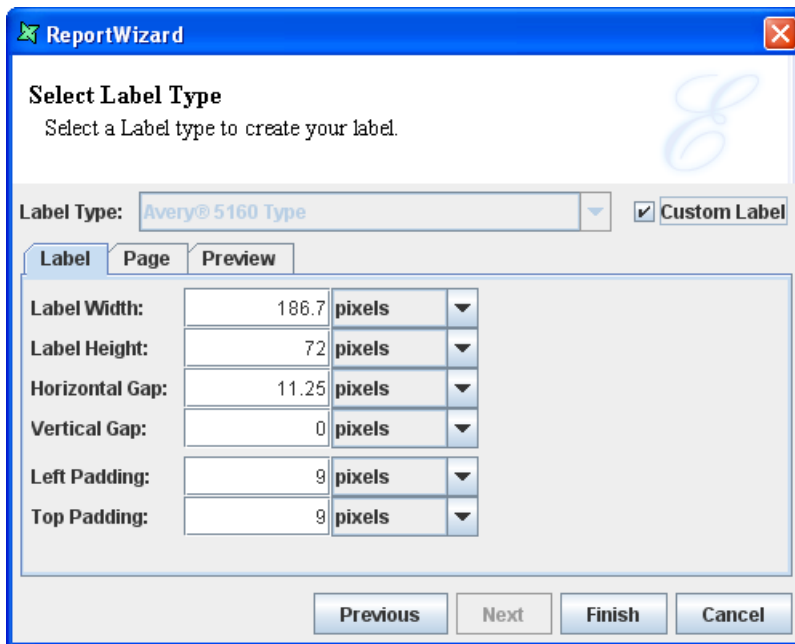 ReportWizard
Select Label Type
Select a Label type to create your label.
Label Type: Avery® 5160 Type Custom Label
Label Page Preview
Label Width: 186.7 pixels
Label Height: 72 pixels
Horizontal Gap: 11.25 pixels
Vertical Gap: 0 pixels
Left Padding: 9 pixels
Top Padding: 9 pixels
Previous Next Finish Cancel